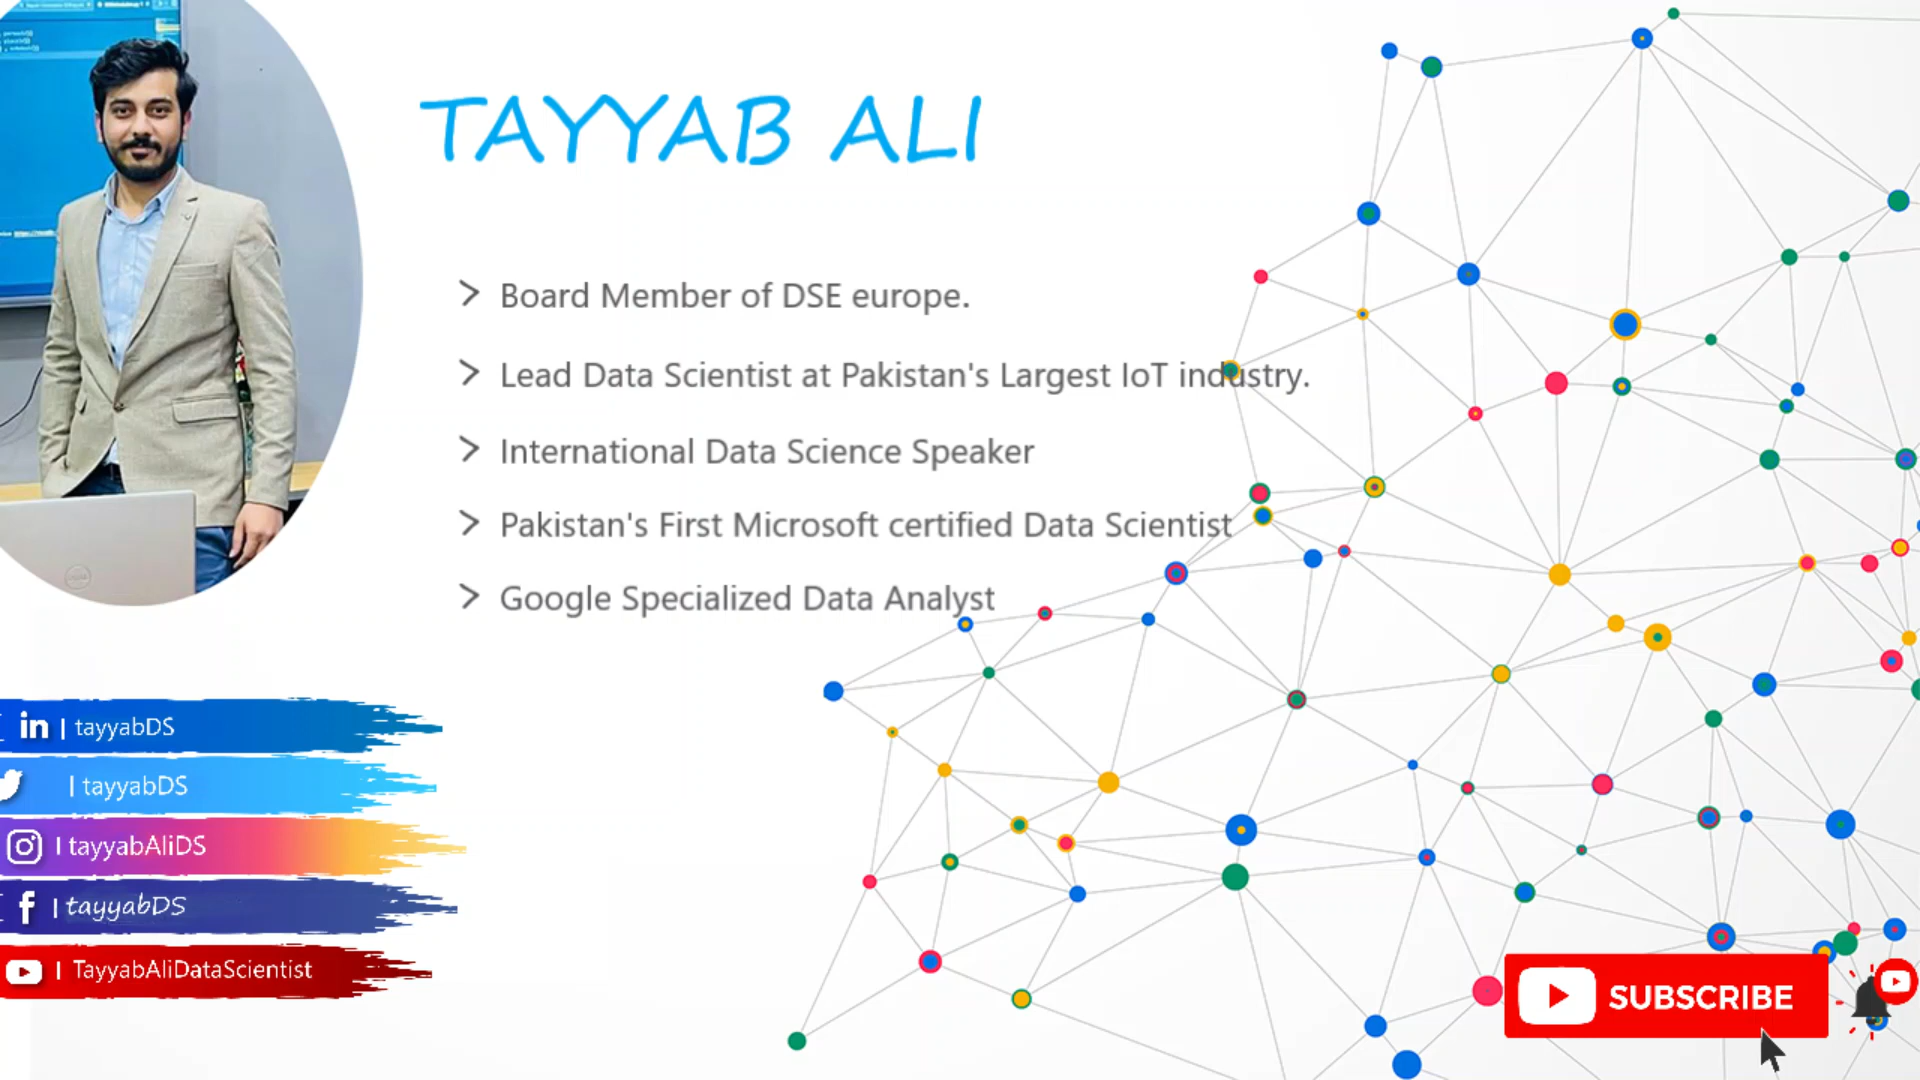 TAYYAB ALI
> Board Member of DSE europe.
> Lead Data Scientist at Pakistan's Largest IoT industry.
> International Data Science Speaker
> Pakistan's First Microsoft certified Data Scientist
> Google Specialized Data Analyst
in | tayyabDS
| tayyabDS
| tayyabAliDS
f | tayyabDS
| TayyabAliDataScientist
SUBSCRIBE